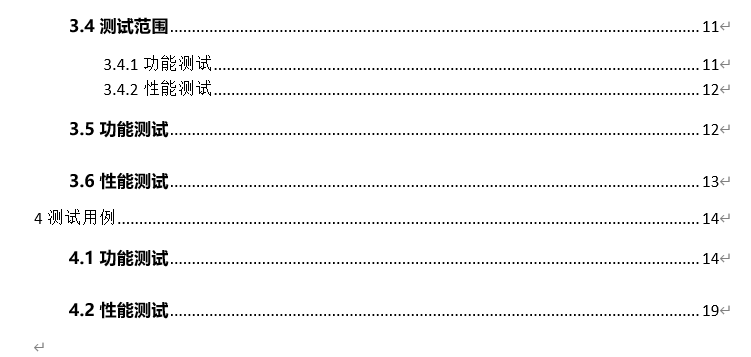 3.4 测试范围........................................11
3.4.1 功能测试........................................11
3.4.2 性能测试........................................12
3.5 功能测试........................................12
3.6 性能测试........................................13
4 测试用例........................................14
4.1 功能测试........................................14
4.2 性能测试........................................19